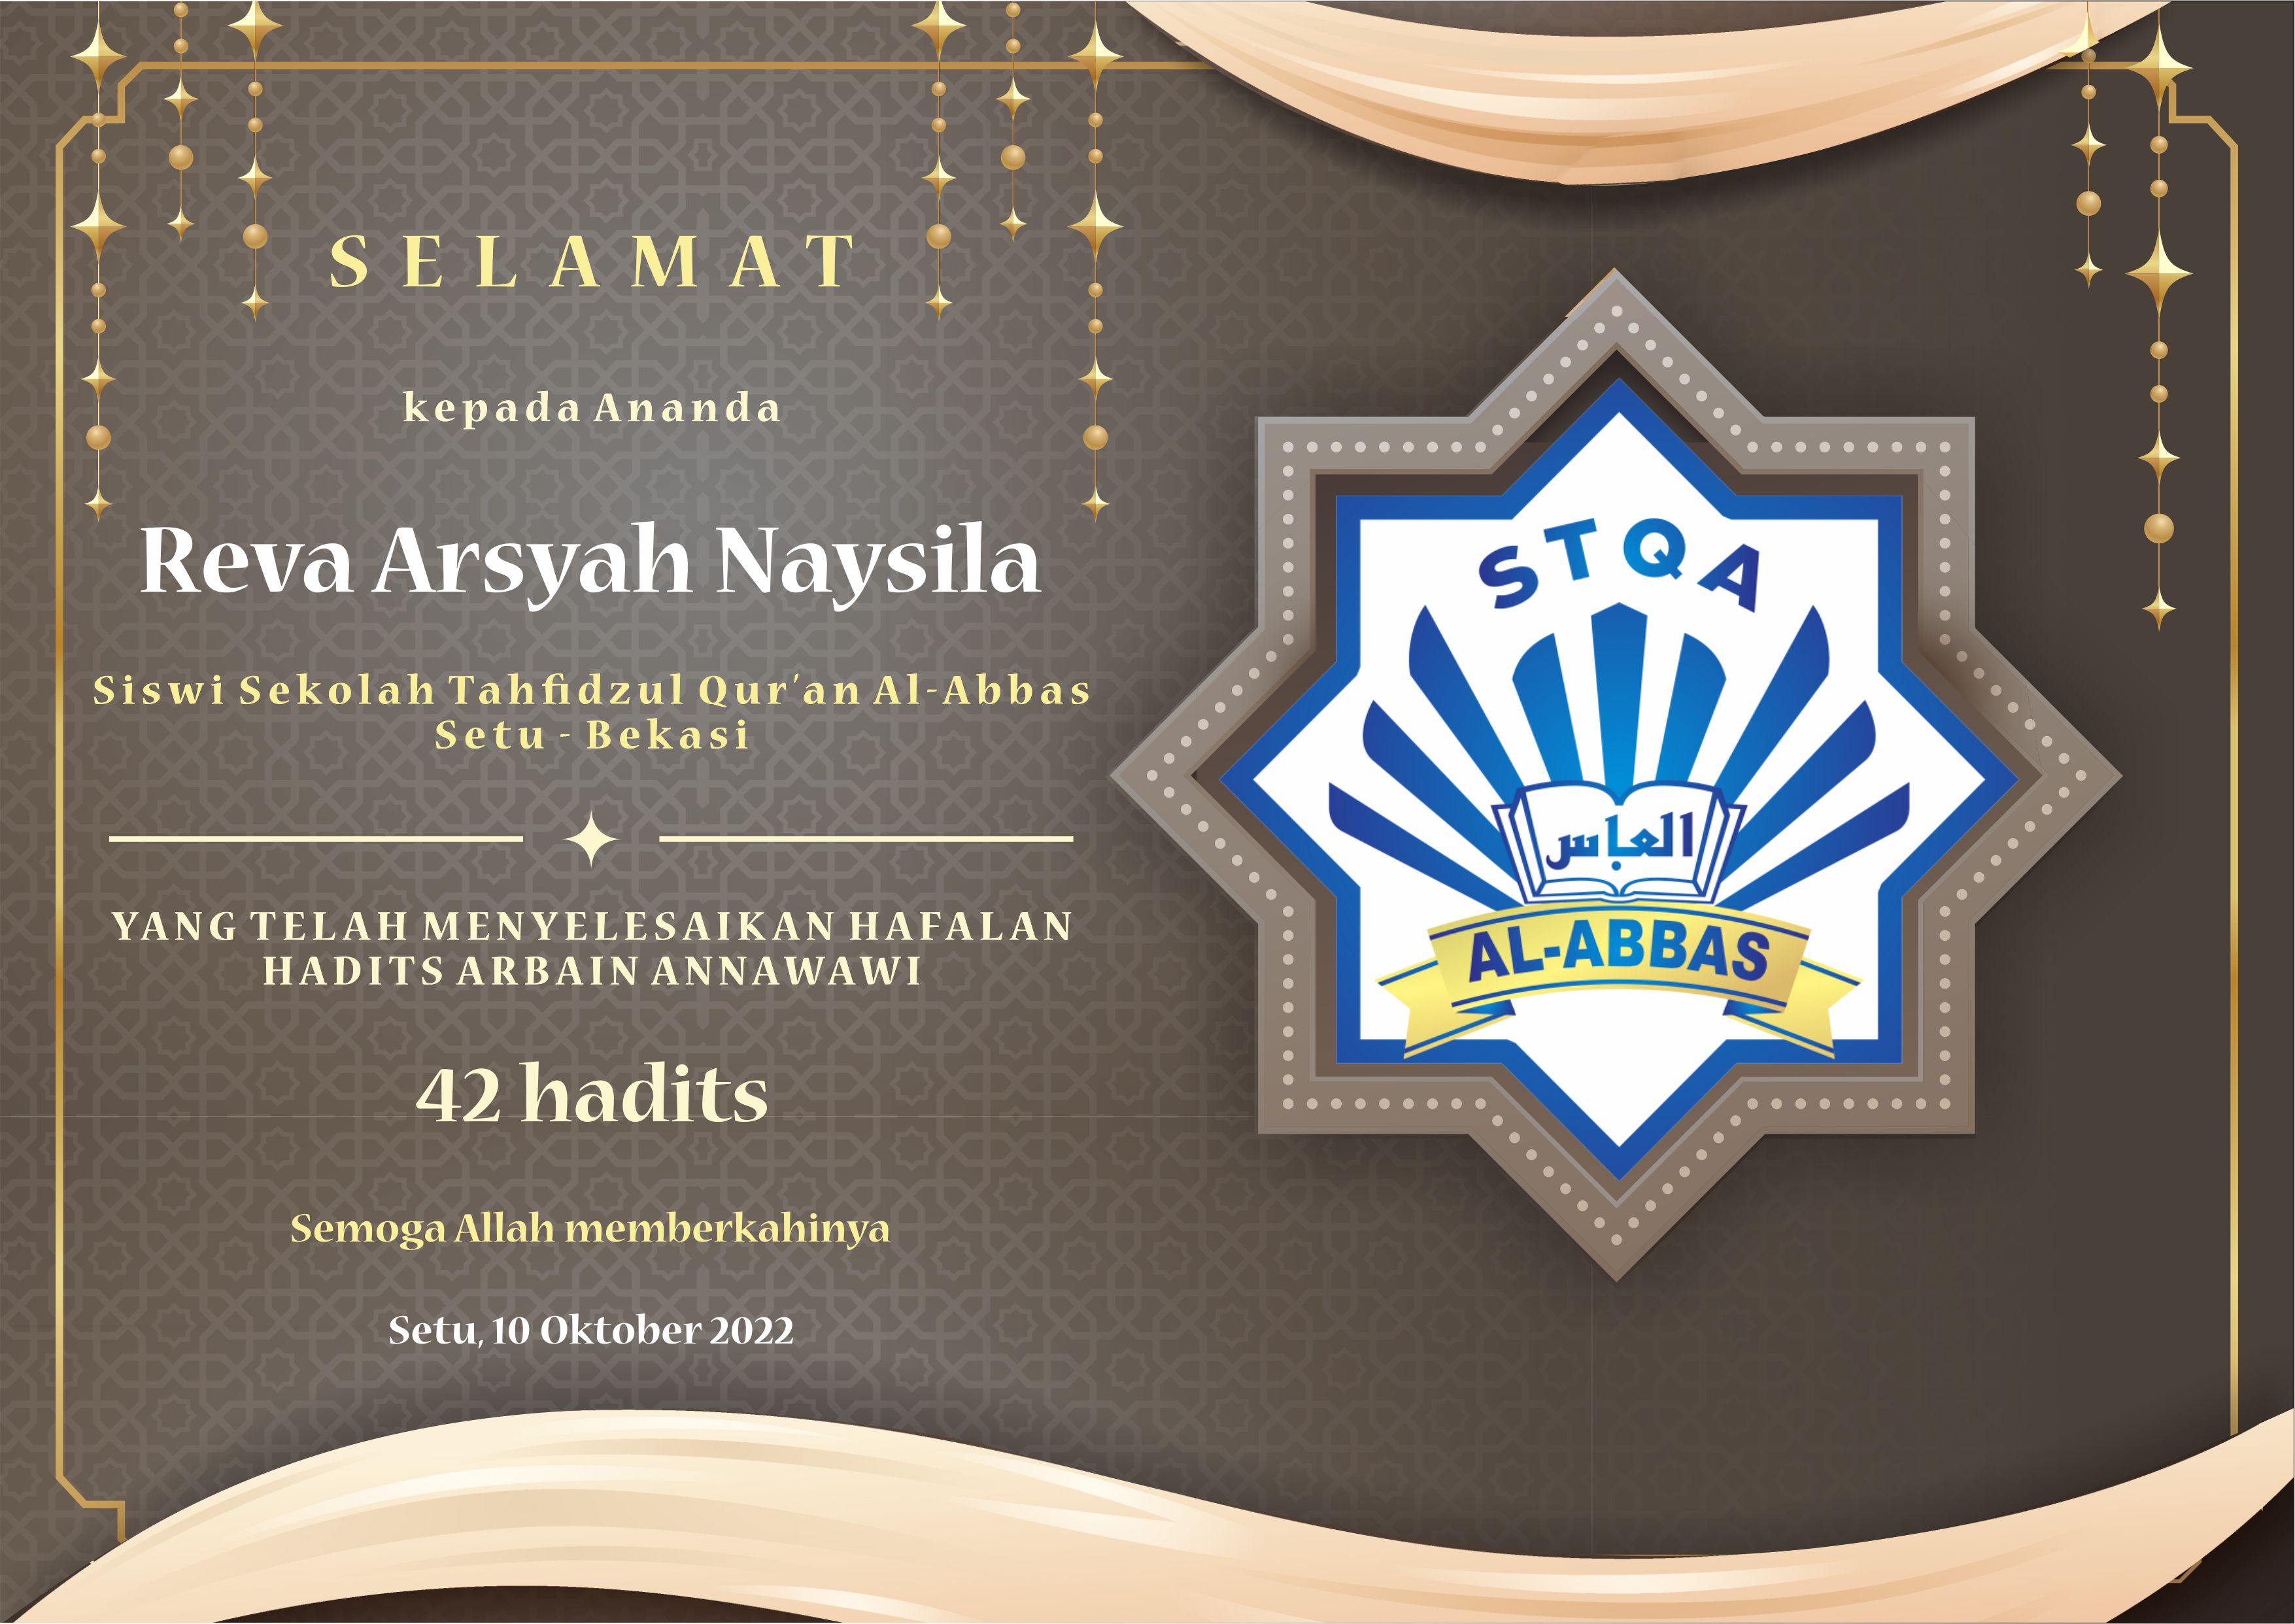 SELAMAT
kepada Ananda
Reva Arsyah Naysila
Siswi Sekolah Tahfidzul Qur'an Al-Abbas
Setu - Bekasi
YANG TELAH MENYELESAIKAN HAFALAN
HADITS ARBAIN ANNAWAWI
42 hadits
Semoga Allah memberkahinya
Setu, 10 Oktober 2022
STQA
العباس
AL-ABBAS